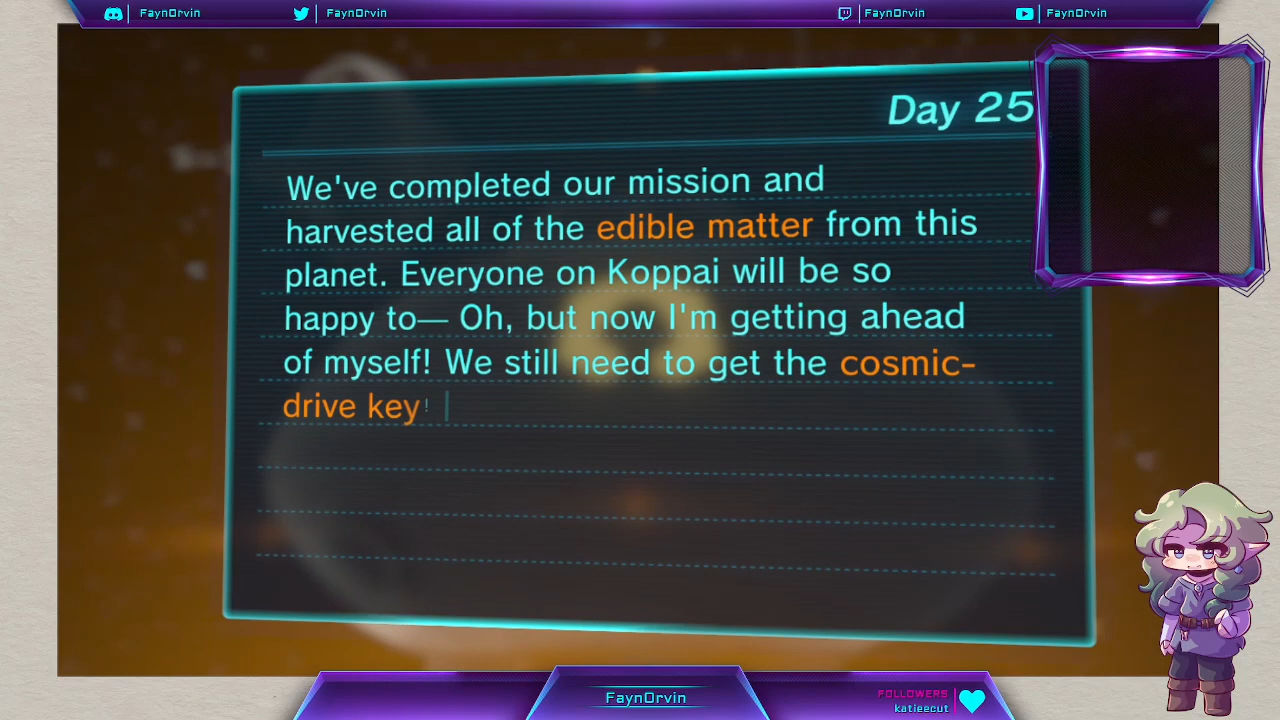 FaynOrvin FaynOrvin FaynOrvin FaynOrvin
Day 25
We've completed our mission and
harvested all of the edible matter from this
planet. Everyone on Koppai will be so
happy to— Oh, but now I'm getting ahead
of myself! We still need to get the cosmic-
drive key!
FaynOrvin
FOLLOWERS
katieecut